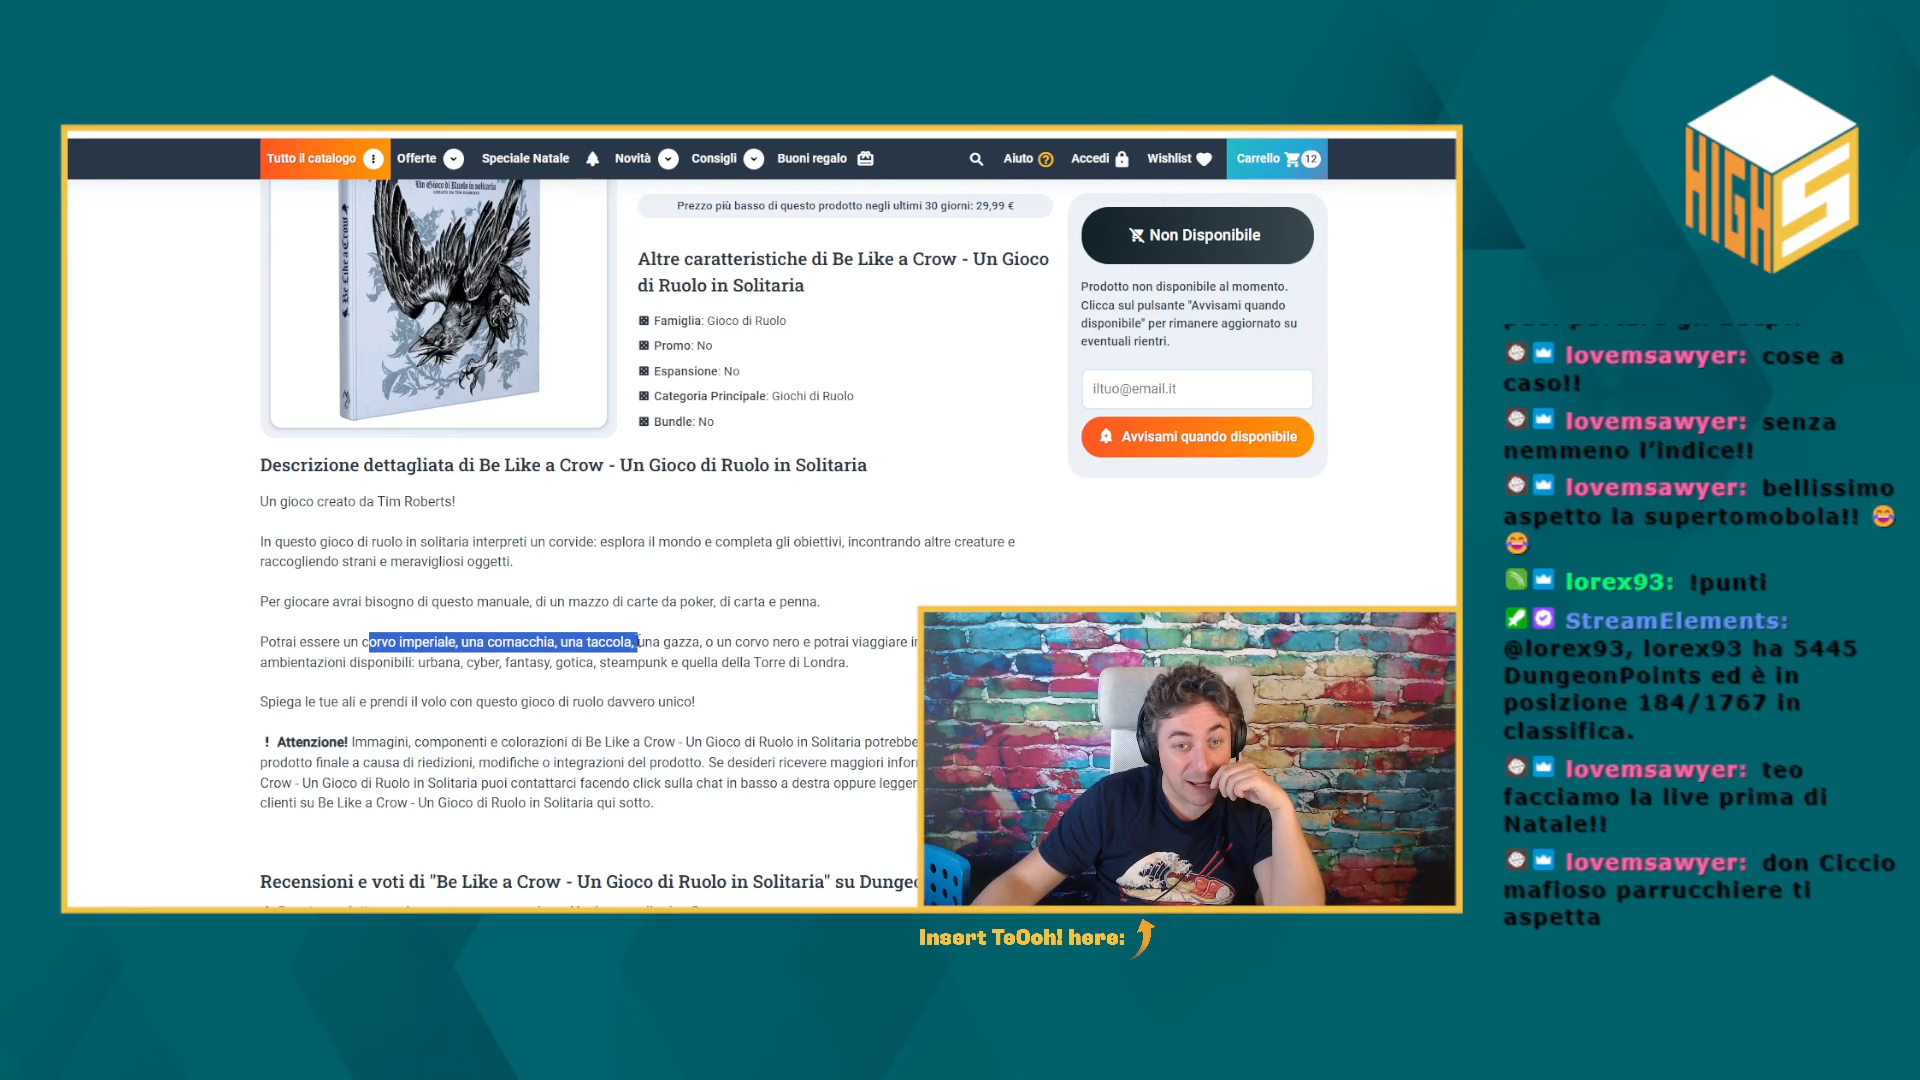 Tutto il catalogo
Offerte
Speciale Natale
Novità
Consigli
Buoni regalo
Aiuto
Accedi
Wishlist
Carrello
12
Un Gioco di Ruolo in solitaria
Be Like a Crow
Prezzo più basso di questo prodotto negli ultimi 30 giorni: 29,99 €
Altre caratteristiche di Be Like a Crow - Un Gioco
di Ruolo in Solitaria
Famiglia: Gioco di Ruolo
Promo: No
Espansione: No
Categoria Principale: Giochi di Ruolo
Bundle: No
Non Disponibile
Prodotto non disponibile al momento.
Clicca sul pulsante "Avvisami quando
disponibile" per rimanere aggiornato su
eventuali rientri.
iltuo@email.it
Avvisami quando disponibile
Descrizione dettagliata di Be Like a Crow - Un Gioco di Ruolo in Solitaria
Un gioco creato da Tim Roberts!
In questo gioco di ruolo in solitaria interpreti un corvide: esplora il mondo e completa gli obiettivi, incontrando altre creature e
raccogliendo strani e meravigliosi oggetti.
Per giocare avrai bisogno di questo manuale, di un mazzo di carte da poker, di carta e penna.
Potrai essere un corvo imperiale, una cornacchia, una taccola, una gazza, o un corvo nero e potrai viaggiare
ambientazioni disponibili: urbana, cyber, fantasy, gotica, steampunk e quella della Torre di Londra.
Spiega le tue ali e prendi il volo con questo gioco di ruolo davvero unico!
! Attenzione! Immagini, componenti e colorazioni di Be Like a Crow - Un Gioco di Ruolo in Solitaria potrebbe
prodotto finale a causa di riedizioni, modifiche o integrazioni del prodotto. Se desideri ricevere maggiori infor
Crow - Un Gioco di Ruolo in Solitaria puoi contattarci facendo click sulla chat in basso a destra oppure legger
clienti su Be Like a Crow - Un Gioco di Ruolo in Solitaria qui sotto.
Recensioni e voti di "Be Like a Crow - Un Gioco di Ruolo in Solitaria" su Dunge
Insert TeOoh! here:
HIGH 5
lovemsawyer: cose a
caso!!
lovemsawyer: senza
nemmeno l'indice!!
lovemsawyer: bellissimo
aspetto la supertomobola!! 😂
😂
lorex93: !punti
StreamElements:
@lorex93, lorex93 ha 5445
DungeonPoints ed è in
posizione 184/1767 in
classifica.
lovemsawyer: teo
facciamo la live prima di
Natale!!
lovemsawyer: don Ciccio
mafioso parrucchiere ti
aspetta